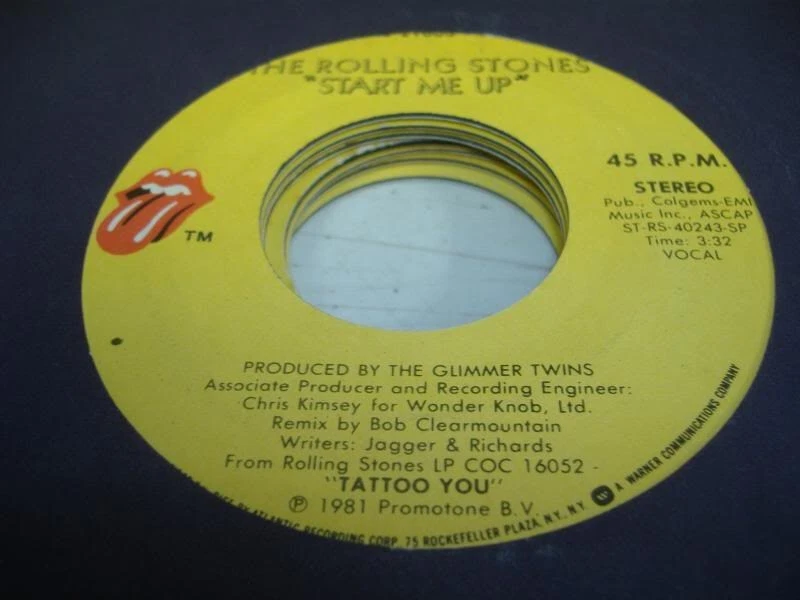 THE ROLLING STONES
"START ME UP"
45 R.P.M.
STEREO
Pub., Colgems-EMI
Music Inc., ASCAP
ST-RS-40243-SP
Time: 3:32
VOCAL
TM
PRODUCED BY THE GLIMMER TWINS
Associate Producer and Recording Engineer:
Chris Kimsey for Wonder Knob, Ltd.
Remix by Bob Clearmountain
Writers: Jagger & Richards
From Rolling Stones LP COC 16052 -
"TATTOO YOU"
℗ 1981 Promotone B.V.
ATLANTIC RECORDING CORP. 75 ROCKEFELLER PLAZA, N.Y., N.Y. A WARNER COMMUNICATIONS COMPANY